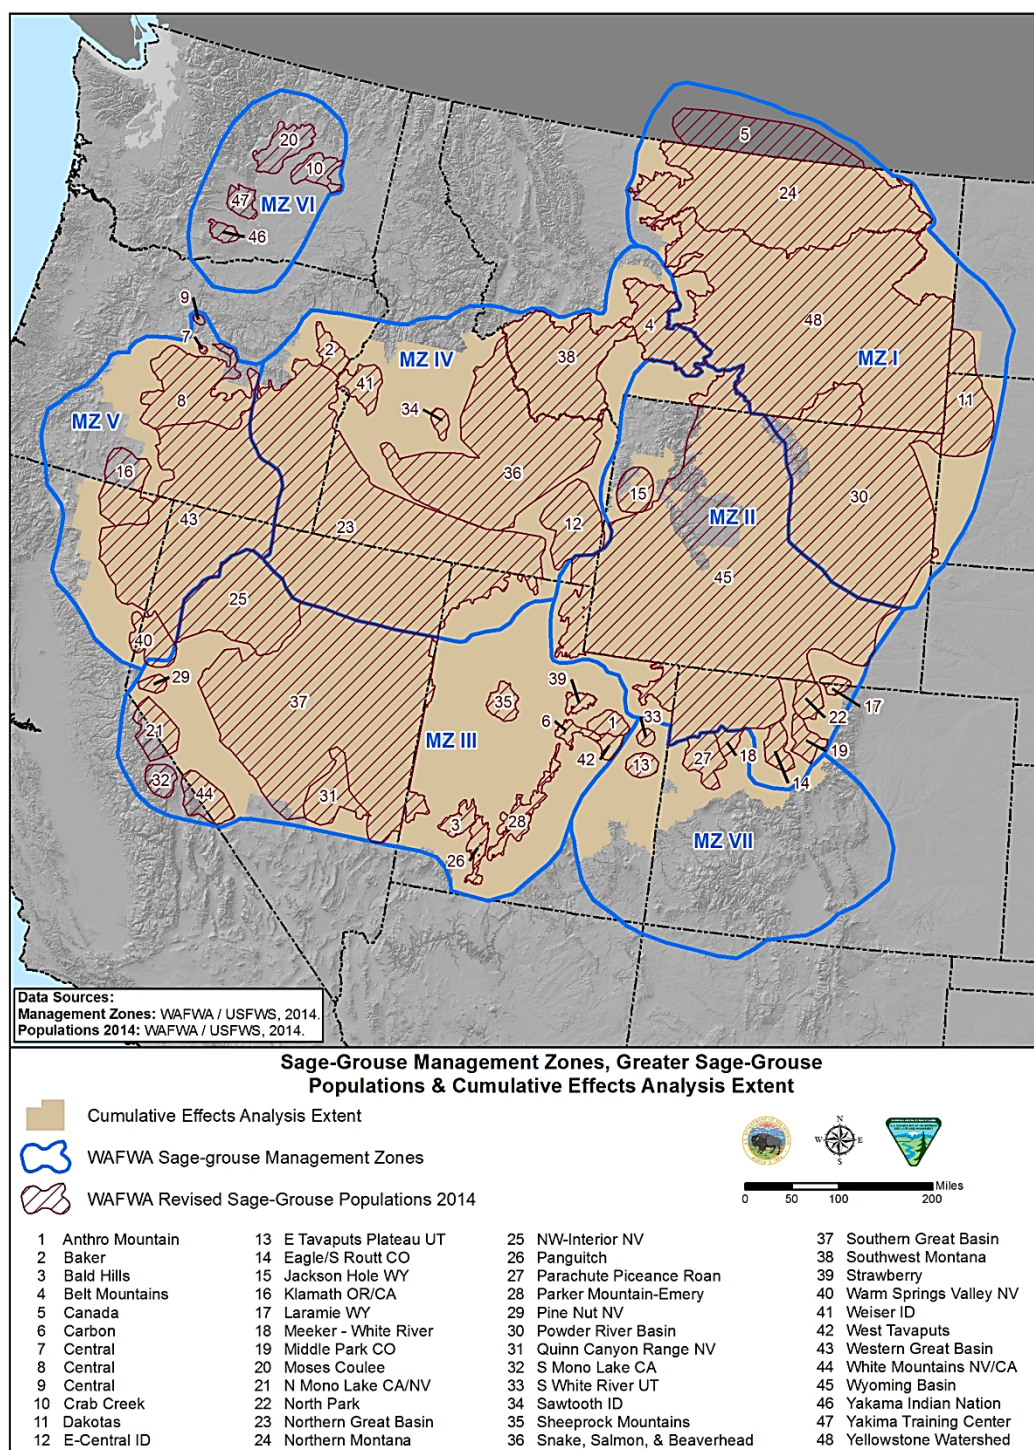 5
20
10
24
47
MZ VI
46
9
48
4
7
2
MZ IV
38
MZ I
41
8
11
34
MZ V
16
36
15
30
43
MZ II
12
23
45
25
40
29
39
17
37
35
33
22
6
1
21
MZ III
42
18
19
32
13
27
44
31
14
3
28
MZ VII
26
Data Sources:
Management Zones: WAFWA / USFWS, 2014.
Populations 2014: WAFWA / USFWS, 2014.
Sage-Grouse Management Zones, Greater Sage-Grouse
Populations & Cumulative Effects Analysis Extent
Cumulative Effects Analysis Extent
WAFWA Sage-grouse Management Zones
WAFWA Revised Sage-Grouse Populations 2014
N
W E
S
Miles
0 50 100 200
1 Anthro Mountain
2 Baker
3 Bald Hills
4 Belt Mountains
5 Canada
6 Carbon
7 Central
8 Central
9 Central
10 Crab Creek
11 Dakotas
12 E-Central ID
13 E Tavaputs Plateau UT
14 Eagle/S Routt CO
15 Jackson Hole WY
16 Klamath OR/CA
17 Laramie WY
18 Meeker - White River
19 Middle Park CO
20 Moses Coulee
21 N Mono Lake CA/NV
22 North Park
23 Northern Great Basin
24 Northern Montana
25 NW-Interior NV
26 Panguitch
27 Parachute Piceance Roan
28 Parker Mountain-Emery
29 Pine Nut NV
30 Powder River Basin
31 Quinn Canyon Range NV
32 S Mono Lake CA
33 S White River UT
34 Sawtooth ID
35 Sheeprock Mountains
36 Snake, Salmon, & Beaverhead
37 Southern Great Basin
38 Southwest Montana
39 Strawberry
40 Warm Springs Valley NV
41 Weiser ID
42 West Tavaputs
43 Western Great Basin
44 White Mountains NV/CA
45 Wyoming Basin
46 Yakama Indian Nation
47 Yakima Training Center
48 Yellowstone Watershed